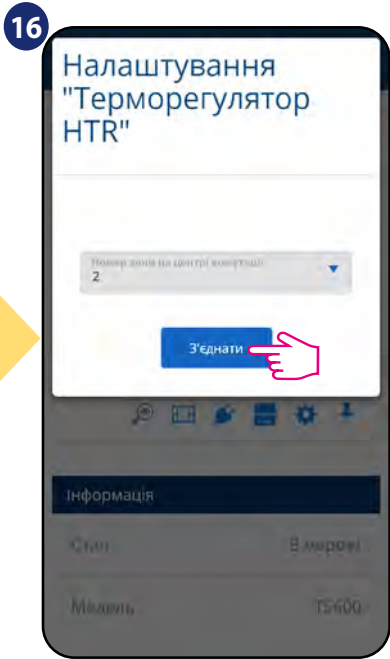 16
Налаштування
"Терморегулятор
HTR"
Номер зони на центрі комутації
2
З'єднати
Інформація
Стан В мережі
Модель TS600